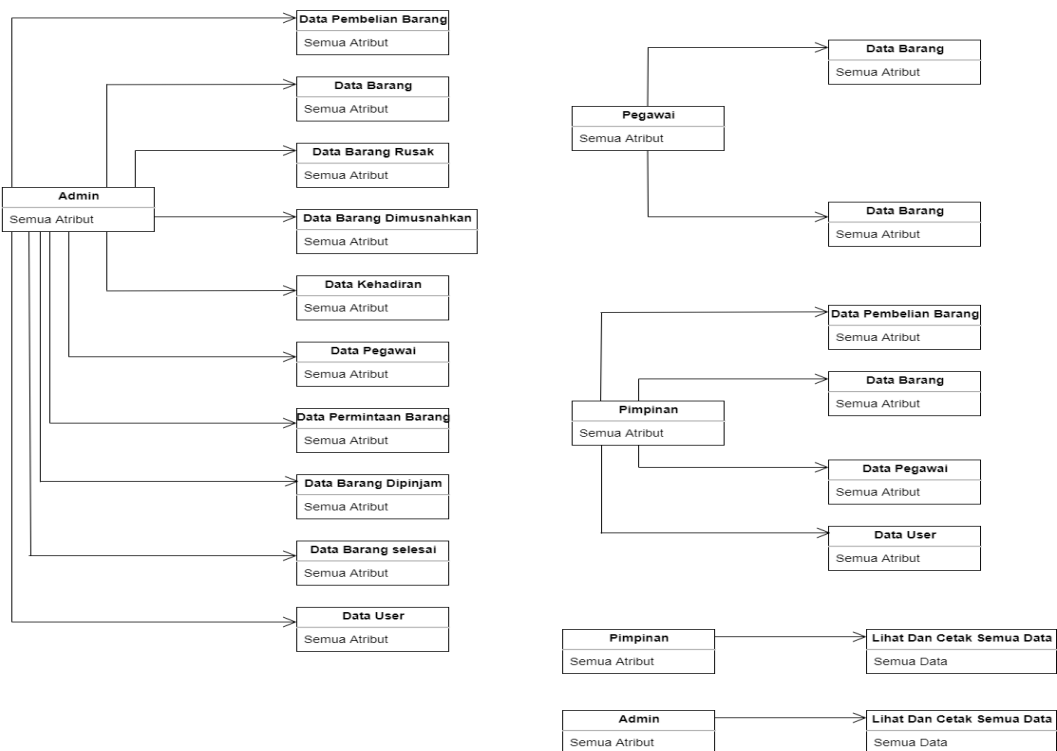 Data Pembelian Barang
Semua Atribut
Data Barang
Semua Atribut
Data Barang Rusak
Semua Atribut
Admin
Semua Atribut
Data Barang Dimusnahkan
Semua Atribut
Data Kehadiran
Semua Atribut
Data Pegawai
Semua Atribut
Data Permintaan Barang
Semua Atribut
Data Barang Dipinjam
Semua Atribut
Data Barang selesai
Semua Atribut
Data User
Semua Atribut
Data Barang
Semua Atribut
Pegawai
Semua Atribut
Data Barang
Semua Atribut
Data Pembelian Barang
Semua Atribut
Data Barang
Semua Atribut
Pimpinan
Semua Atribut
Data Pegawai
Semua Atribut
Data User
Semua Atribut
Pimpinan
Semua Atribut
Lihat Dan Cetak Semua Data
Semua Data
Admin
Semua Atribut
Lihat Dan Cetak Semua Data
Semua Data